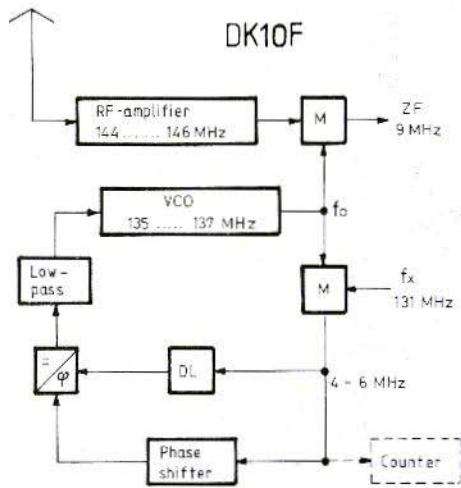 DK10F
RF-amplifier
144 ....... 146 MHz
M
ZF
9 MHz
VCO
135 ..... 137 MHz
fo
Low-
pass
M
fx
131 MHz
=
φ
DL
4 - 6 MHz
Phase
shifter
Counter